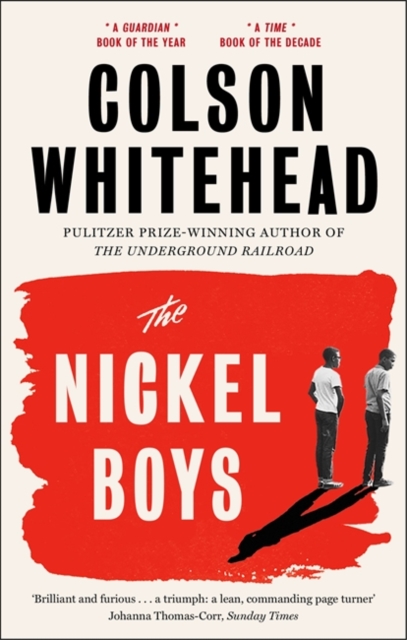 * A GUARDIAN * A TIME *
BOOK OF THE YEAR BOOK OF THE DECADE
COLSON
WHITEHEAD
PULITZER PRIZE-WINNING AUTHOR OF
THE UNDERGROUND RAILROAD
The
NICKEL
BOYS
‘Brilliant and furious . . . a triumph: a lean, commanding page turner’
Johanna Thomas-Corr, Sunday Times